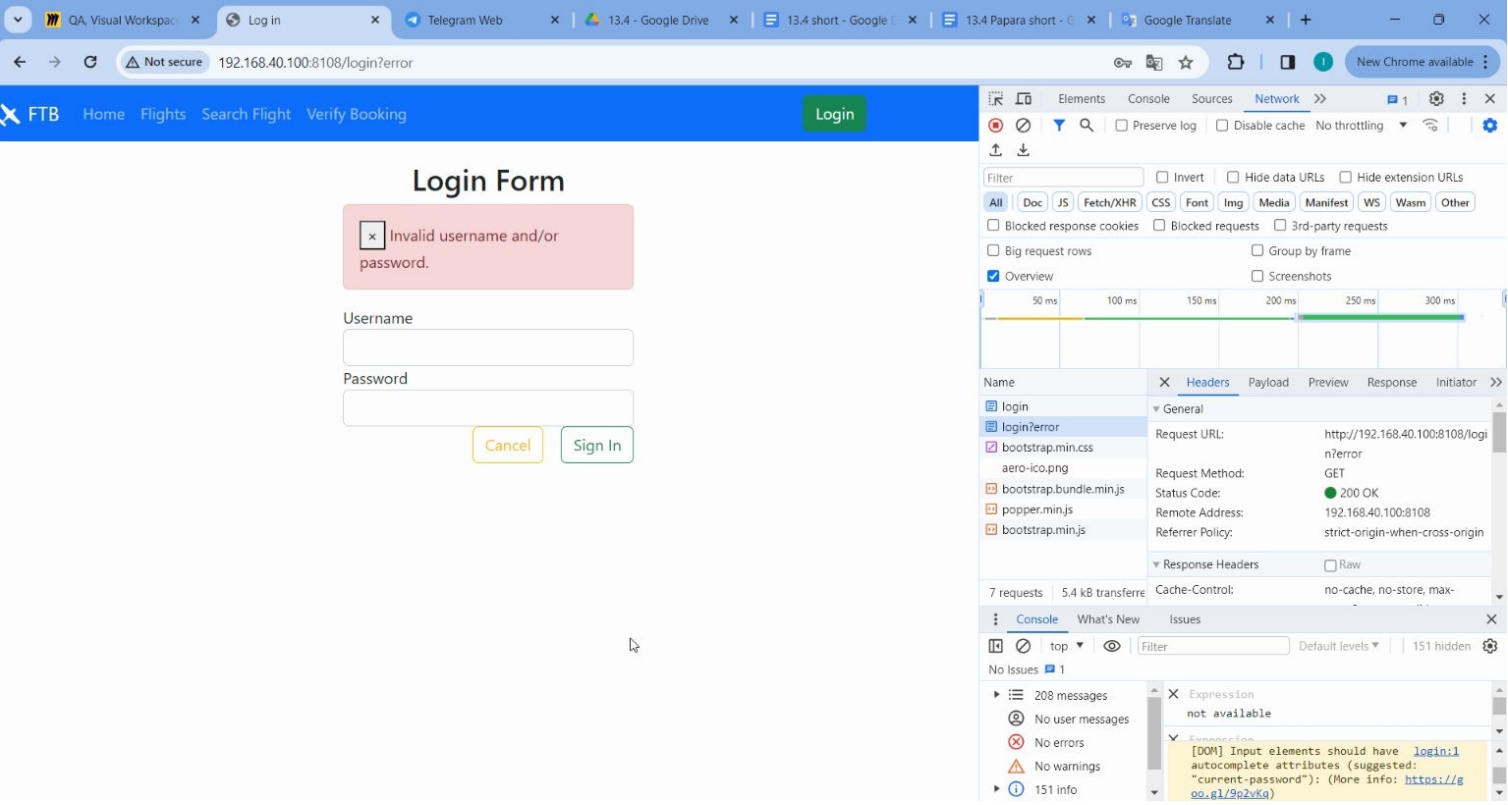 QA, Visual Workspac
Log in
Telegram Web
13.4 - Google Drive
13.4 short - Google
13.4 Papara short - G
Google Translate
Not secure 192.168.40.100:8108/login?error
New Chrome available
FTB Home Flights Search Flight Verify Booking Login
Login Form
× Invalid username and/or
password.
Username
Password
Cancel Sign In
Elements Console Sources Network 1
Preserve log Disable cache No throttling
Filter Invert Hide data URLs Hide extension URLs
All Doc JS Fetch/XHR CSS Font Img Media Manifest WS Wasm Other
Blocked response cookies Blocked requests 3rd-party requests
Big request rows Group by frame
Overview Screenshots
50 ms 100 ms 150 ms 200 ms 250 ms 300 ms
Name
login
login?error
bootstrap.min.css
aero-ico.png
bootstrap.bundle.min.js
popper.min.js
bootstrap.min.js
7 requests 5.4 kB transferre
Headers Payload Preview Response Initiator
General
Request URL: http://192.168.40.100:8108/logi
n?error
Request Method: GET
Status Code: 200 OK
Remote Address: 192.168.40.100:8108
Referrer Policy: strict-origin-when-cross-origin
Response Headers Raw
Cache-Control: no-cache, no-store, max-
Console What's New Issues
top Filter Default levels 151 hidden
No Issues 1
208 messages
No user messages
No errors
No warnings
151 info
Expression
not available
Expression
[DOM] Input elements should have login:1
autocomplete attributes (suggested:
"current-password"): (More info: https://g
oo.gl/9p2vKq)